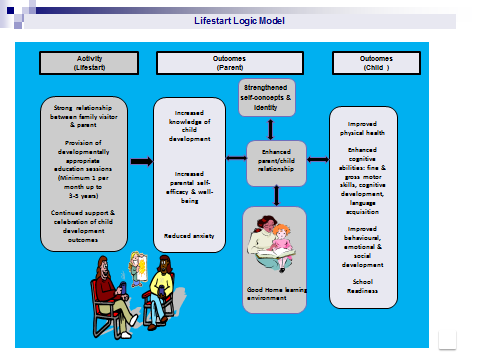 Lifestart Logic Model
Activity
(Lifestart)
Outcomes
(Parent)
Outcomes
(Child )
Strong relationship
between family visitor
& parent
Provision of
developmentally
appropriate
education sessions
(Minimum 1 per
month up to
3-5 years)
Continued support &
celebration of child
development
outcomes
Increased
knowledge of
child
development
Increased
parental self-
efficacy & well-
being
Reduced anxiety
Strengthened
self-concepts &
identity
Enhanced
parent/child
relationship
Good Home learning
environment
Improved
physical health
Enhanced
cognitive
abilities: fine &
gross motor
skills, cognitive
development,
language
acquisition
Improved
behavioural,
emotional &
social
development
School
Readiness